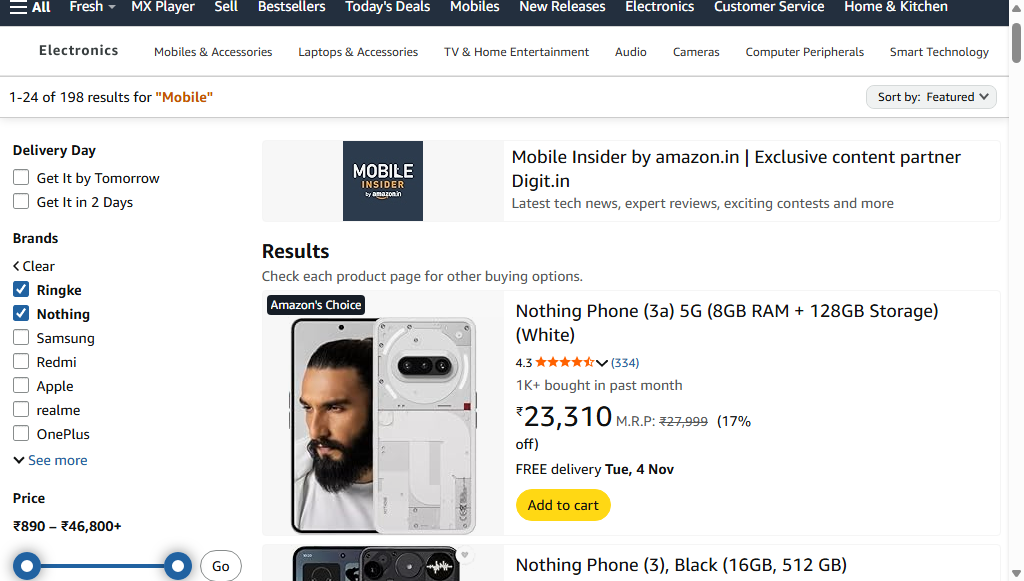 All Fresh MX Player Sell Bestsellers Today's Deals Mobiles New Releases Electronics Customer Service Home & Kitchen
Electronics Mobiles & Accessories Laptops & Accessories TV & Home Entertainment Audio Cameras Computer Peripherals Smart Technology
1-24 of 198 results for "Mobile"
Sort by: Featured
Delivery Day
Get It by Tomorrow
Get It in 2 Days
Brands
Clear
Ringke
Nothing
Samsung
Redmi
Apple
realme
OnePlus
See more
Price
₹890 – ₹46,800+
Go
MOBILE
INSIDER
by amazon.in
Mobile Insider by amazon.in | Exclusive content partner
Digit.in
Latest tech news, expert reviews, exciting contests and more
Results
Check each product page for other buying options.
Amazon's Choice
Nothing Phone (3a) 5G (8GB RAM + 128GB Storage)
(White)
4.3 (334)
1K+ bought in past month
₹23,310 M.R.P: ₹27,999 (17%
off)
FREE delivery Tue, 4 Nov
Add to cart
Nothing Phone (3), Black (16GB, 512 GB)